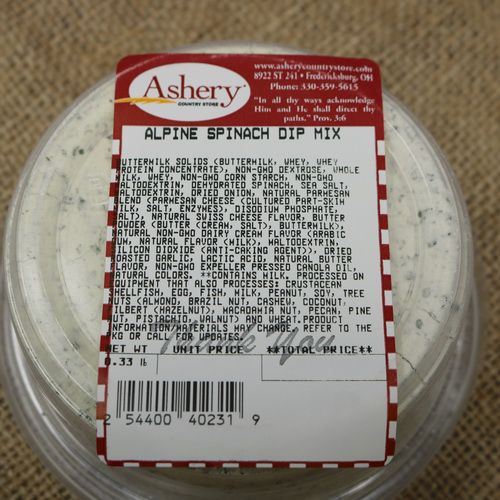 Ashery
COUNTRY STORE
www.asherycountrystore.com
8922 ST 241 • Fredericksburg, OH
Phone: 330-359-5615
"In all thy ways acknowledge
Him and He shall direct thy
paths." Prov. 3:6
ALPINE SPINACH DIP MIX
BUTTERMILK SOLIDS (BUTTERMILK, WHEY, WHEY
PROTEIN CONCENTRATE), NON-GMO DEXTROSE, WHOLE
MILK, WHEY, NON-GMO CORN STARCH, NON-GMO
MALTODEXTRIN, DEHYDRATED SPINACH, SEA SALT,
MALTODEXTRIN, DRIED ONION, NATURAL PARMESAN
BLEND (PARMESAN CHEESE (CULTURED PART-SKIM
MILK, SALT, ENZYMES), DISODIUM PHOSPHATE,
SALT), NATURAL SWISS CHEESE FLAVOR, BUTTER
POWDER (BUTTER (CREAM, SALT), BUTTERMILK),
NATURAL NON-GMO DAIRY CREAM FLAVOR (ARABIC
GUM, NATURAL FLAVOR (MILK), MALTODEXTRIN,
SILICON DIOXIDE (ANTI-CAKING AGENT)), DRIED
ROASTED GARLIC, LACTIC ACID, NATURAL BUTTER
FLAVOR, NON-GMO EXPELLER PRESSED CANOLA OIL,
NATURAL COLORS. **CONTAINS MILK. PROCESSED ON
EQUIPMENT THAT ALSO PROCESSES: CRUSTACEAN
SHELLFISH, EGG, FISH, MILK, PEANUT, SOY, TREE
NUTS (ALMOND, BRAZIL NUT, CASHEW, COCONUT,
FILBERT (HAZELNUT), MACADAMIA NUT, PECAN, PINE
NUT, PISTACHIO, WALNUT) AND WHEAT.PRODUCT
INFORMATION/MATERIALS MAY CHANGE. REFER TO THE
PKG OR CALL FOR UPDATES.
Thank You
NET WT UNIT PRICE **TOTAL PRICE**
0.33 lb
2 54400 40231 9